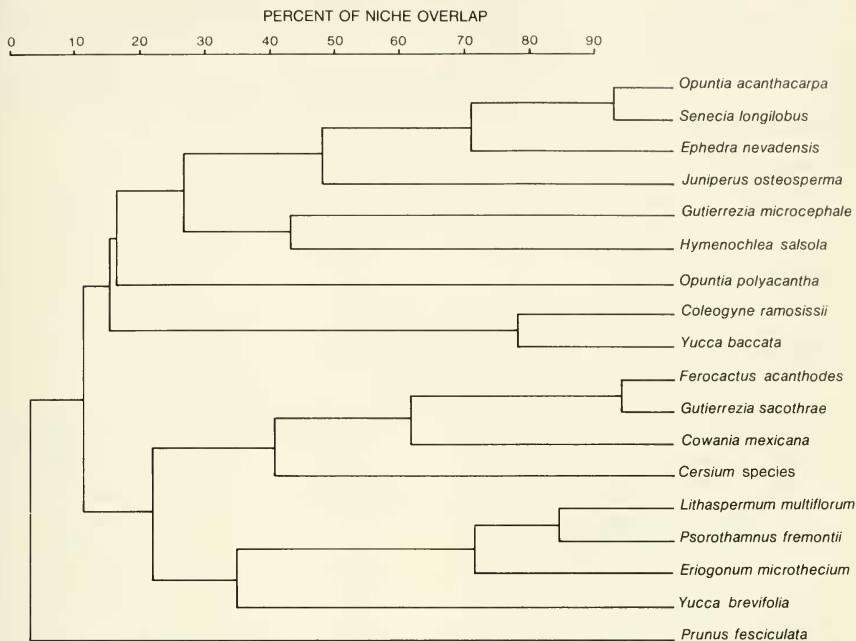 PERCENT OF NICHE OVERLAP
0 10 20 30 40 50 60 70 80 90
Opuntia acanthacarpa
Senecia longilobus
Ephedra nevadensis
Juniperus osteosperma
Gutierrezia microcephale
Hymenochlea salsola
Opuntia polyacantha
Coleogyne ramosissii
Yucca baccata
Ferocactus acanthodes
Gutierrezia sacothrae
Cowania mexicana
Cersium species
Lithaspermum multiflorum
Psorothamnus fremontii
Eriogonum microthecium
Yucca brevifolia
Prunus fesciculata